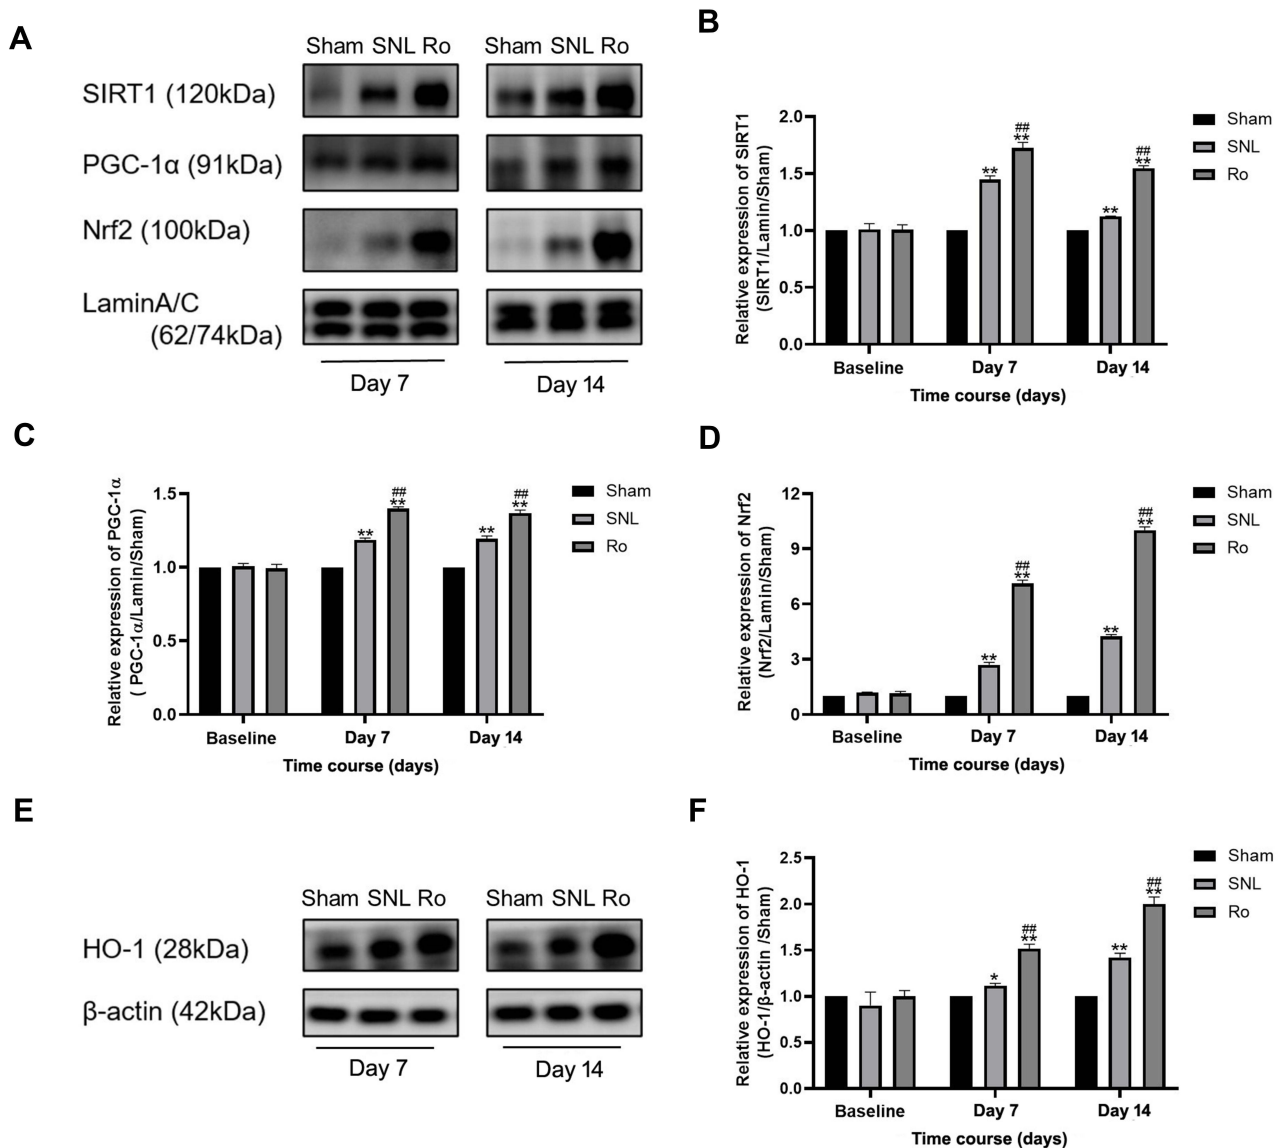 A
Sham SNL Ro
Sham SNL Ro
SIRT1 (120kDa)
PGC-1α (91kDa)
Nrf2 (100kDa)
LaminA/C
(62/74kDa)
Day 7
Day 14
B
Relative expression of SIRT1
(SIRT1/Lamin/Sham)
2.0
1.5
1.0
0.5
0.0
**
##
**
**
##
**
Baseline
Day 7
Day 14
Time course (days)
Sham
SNL
Ro
C
Relative expression of PGC-1α
( PGC-1α/Lamin/Sham)
1.5
1.0
0.5
0.0
**
##
**
**
##
**
Baseline
Day 7
Day 14
Time course (days)
Sham
SNL
Ro
D
Relative expression of Nrf2
(Nrf2/Lamin/Sham)
12
9
6
3
0
**
##
**
**
##
**
Baseline
Day 7
Day 14
Time course (days)
Sham
SNL
Ro
E
Sham SNL Ro
Sham SNL Ro
HO-1 (28kDa)
β-actin (42kDa)
Day 7
Day 14
F
Relative expression of HO-1
(HO-1/β-actin /Sham)
2.5
2.0
1.5
1.0
0.5
0.0
*
##
**
**
##
**
Baseline
Day 7
Day 14
Time course (days)
Sham
SNL
Ro